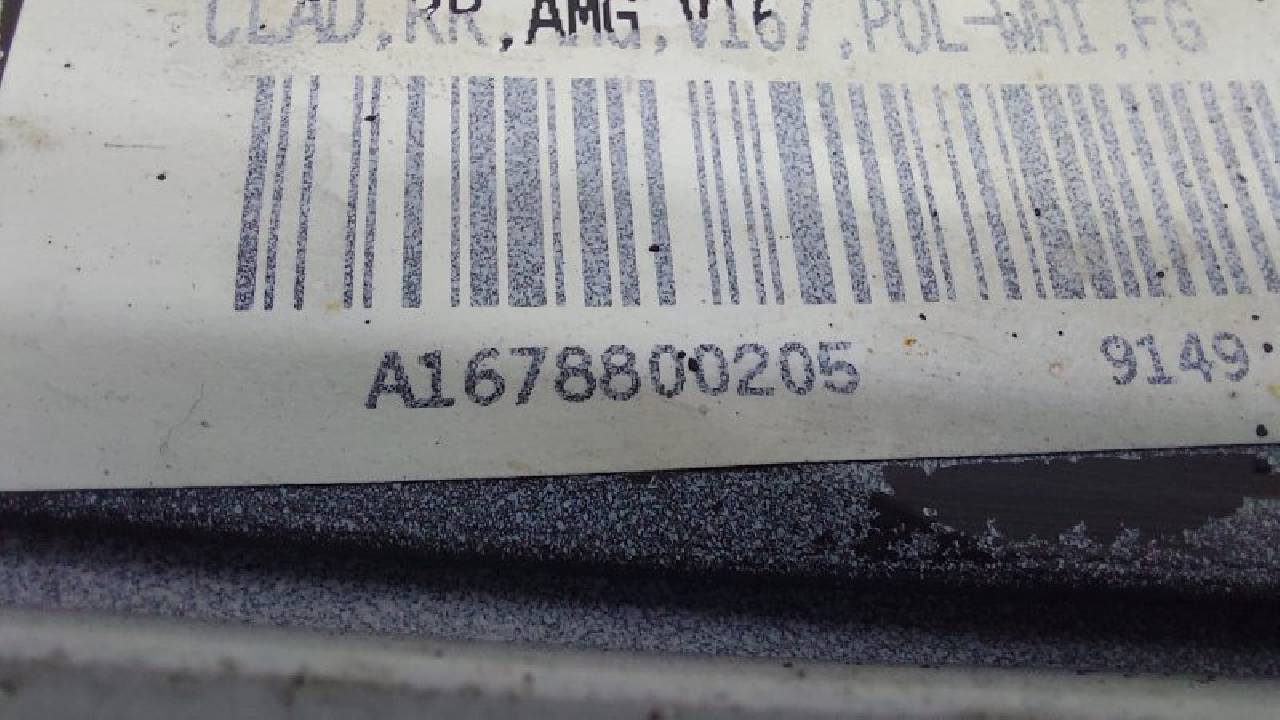 CLAD,RR,AMG,V167,POL-WHI,FG
A1678800205 9149